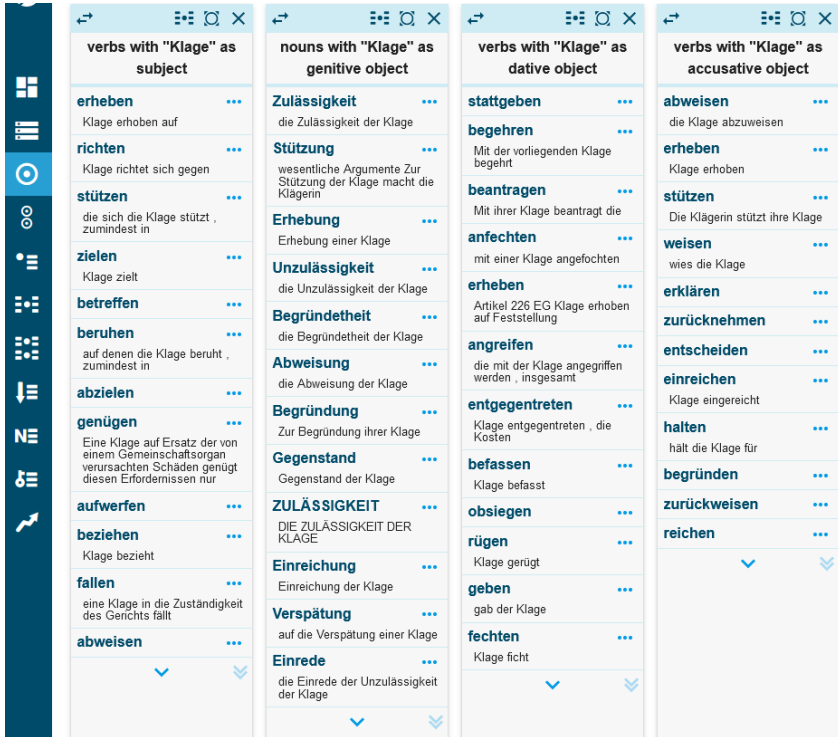 verbs with "Klage" as
subject
erheben
Klage erhoben auf
richten
Klage richtet sich gegen
stützen
die sich die Klage stützt ,
zumindest in
zielen
Klage zielt
betreffen
beruhen
auf denen die Klage beruht ,
zumindest in
abzielen
genügen
Eine Klage auf Ersatz der von
einem Gemeinschaftsorgan
verursachten Schäden genügt
diesen Erfordernissen nur
aufwerfen
beziehen
Klage bezieht
fallen
eine Klage in die Zuständigkeit
des Gerichts fällt
abweisen
nouns with "Klage" as
genitive object
Zulässigkeit
die Zulässigkeit der Klage
Stützung
wesentliche Argumente Zur
Stützung der Klage macht die
Klägerin
Erhebung
Erhebung einer Klage
Unzulässigkeit
die Unzulässigkeit der Klage
Begründetheit
die Begründetheit der Klage
Abweisung
die Abweisung der Klage
Begründung
Zur Begründung ihrer Klage
Gegenstand
Gegenstand der Klage
ZULÄSSIGKEIT
DIE ZULÄSSIGKEIT DER
KLAGE
Einreichung
Einreichung der Klage
Verspätung
auf die Verspätung einer Klage
Einrede
die Einrede der Unzulässigkeit
der Klage
verbs with "Klage" as
dative object
stattgeben
begehren
Mit der vorliegenden Klage
begehrt
beantragen
Mit ihrer Klage beantragt die
anfechten
mit einer Klage angefochten
erheben
Artikel 226 EG Klage erhoben
auf Feststellung
angreifen
die mit der Klage angegriffen
werden , insgesamt
entgegentreten
Klage entgegentreten , die
Kosten
befassen
Klage befasst
obsiegen
rügen
Klage gerügt
geben
gab der Klage
fechten
Klage ficht
verbs with "Klage" as
accusative object
abweisen
die Klage abzuweisen
erheben
Klage erhoben
stützen
Die Klägerin stützt ihre Klage
weisen
wies die Klage
erklären
zurücknehmen
entscheiden
einreichen
Klage eingereicht
halten
hält die Klage für
begründen
zurückweisen
reichen
N